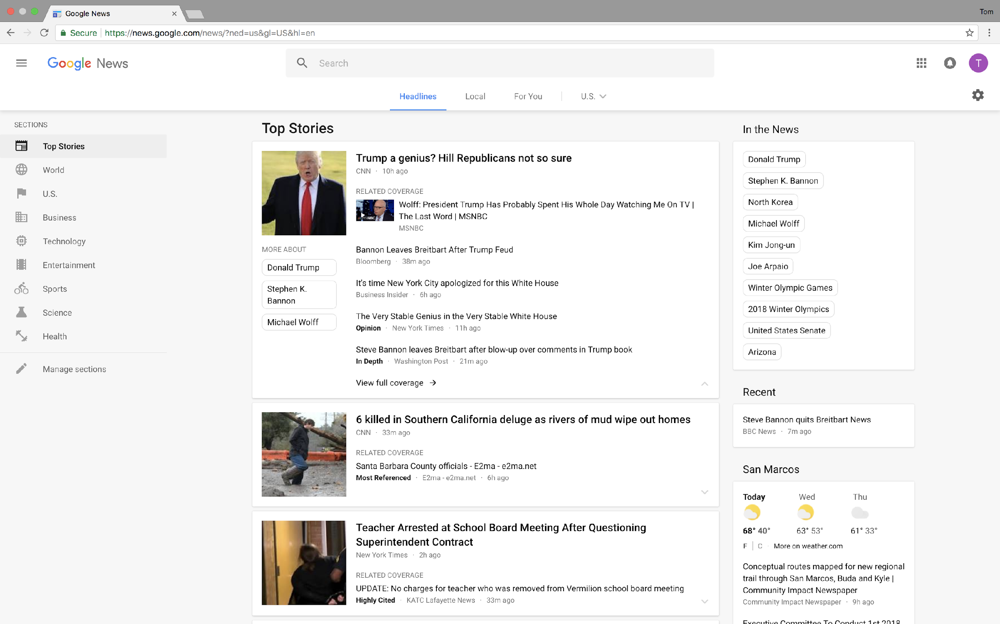 Google News
Tom
Secure
https://news.google.com/news/?ned=us&gl=US&hl=en
Google News
Search
T
Headlines
Local
For You
U.S.
SECTIONS
Top Stories
World
U.S.
Business
Technology
Entertainment
Sports
Science
Health
Manage sections
Top Stories
Trump a genius? Hill Republicans not so sure
CNN · 10h ago
RELATED COVERAGE
MSNBC
Wolff: President Trump Has Probably Spent His Whole Day Watching Me On TV |
The Last Word | MSNBC
MSNBC
MORE ABOUT
Donald Trump
Stephen K.
Bannon
Michael Wolff
Bannon Leaves Breitbart After Trump Feud
Bloomberg · 38m ago
It's time New York City apologized for this White House
Business Insider · 6h ago
The Very Stable Genius in the Very Stable White House
Opinion · New York Times · 11h ago
Steve Bannon leaves Breitbart after blow-up over comments in Trump book
In Depth · Washington Post · 21m ago
View full coverage →
6 killed in Southern California deluge as rivers of mud wipe out homes
CNN · 33m ago
RELATED COVERAGE
Santa Barbara County officials - E2ma - e2ma.net
Most Referenced · E2ma - e2ma.net · 6h ago
Teacher Arrested at School Board Meeting After Questioning
Superintendent Contract
New York Times · 2h ago
RELATED COVERAGE
UPDATE: No charges for teacher who was removed from Vermilion school board meeting
Highly Cited · KATC Lafayette News · 33m ago
In the News
Donald Trump
Stephen K. Bannon
North Korea
Michael Wolff
Kim Jong-un
Joe Arpaio
Winter Olympic Games
2018 Winter Olympics
United States Senate
Arizona
Recent
Steve Bannon quits Breitbart News
BBC News · 7m ago
San Marcos
Today Wed Thu
68° 40° 63° 53° 61° 33°
F | C · More on weather.com
Conceptual routes mapped for new regional
trail through San Marcos, Buda and Kyle |
Community Impact Newspaper
Community Impact Newspaper · 9h ago
Executive Committee To Conduct 1st 2018